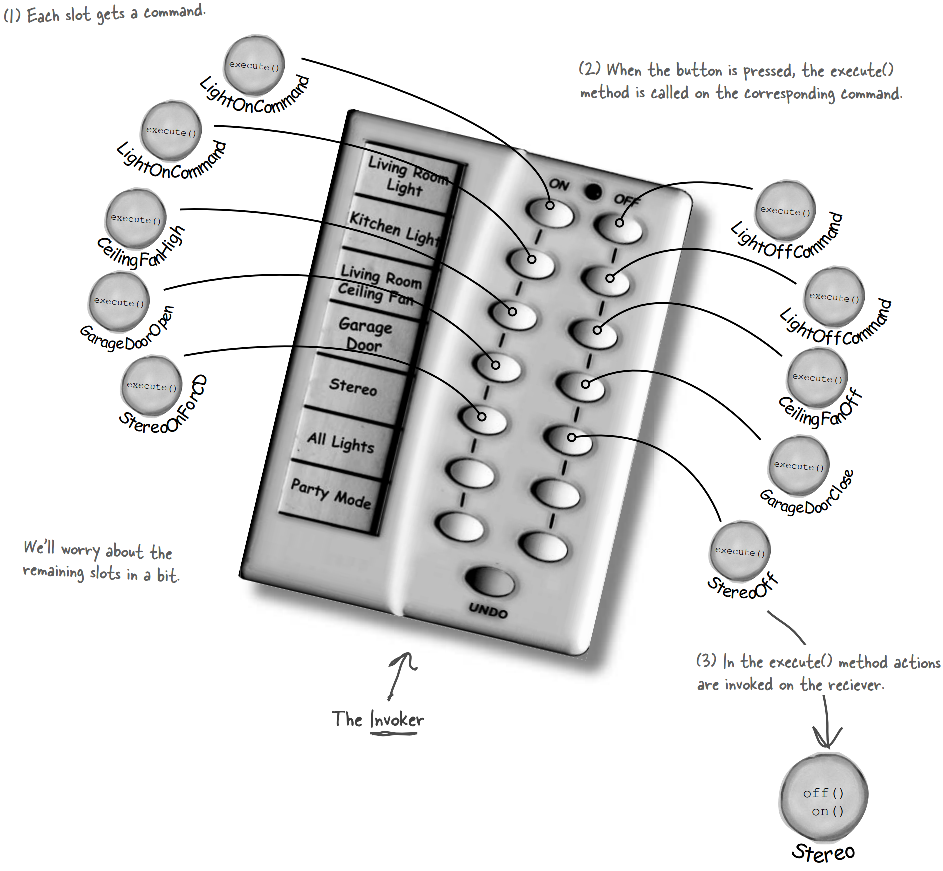 (1) Each slot gets a command.
(2) When the button is pressed, the execute()
method is called on the corresponding command.
execute()
LightOnCommand
execute()
LightOnCommand
execute()
CeilingFanHigh
execute()
GarageDoorOpen
execute()
StereoOnForCD
Living Room
Light
Kitchen Light
Living Room
Ceiling Fan
Garage
Door
Stereo
All Lights
Party Mode
ON
OFF
UNDO
execute()
LightOffCommand
execute()
LightOffCommand
execute()
CeilingFanOff
execute()
GarageDoorClose
execute()
StereoOff
We'll worry about the
remaining slots in a bit.
The Invoker
(3) In the execute() method actions
are invoked on the reciever.
off()
on()
Stereo